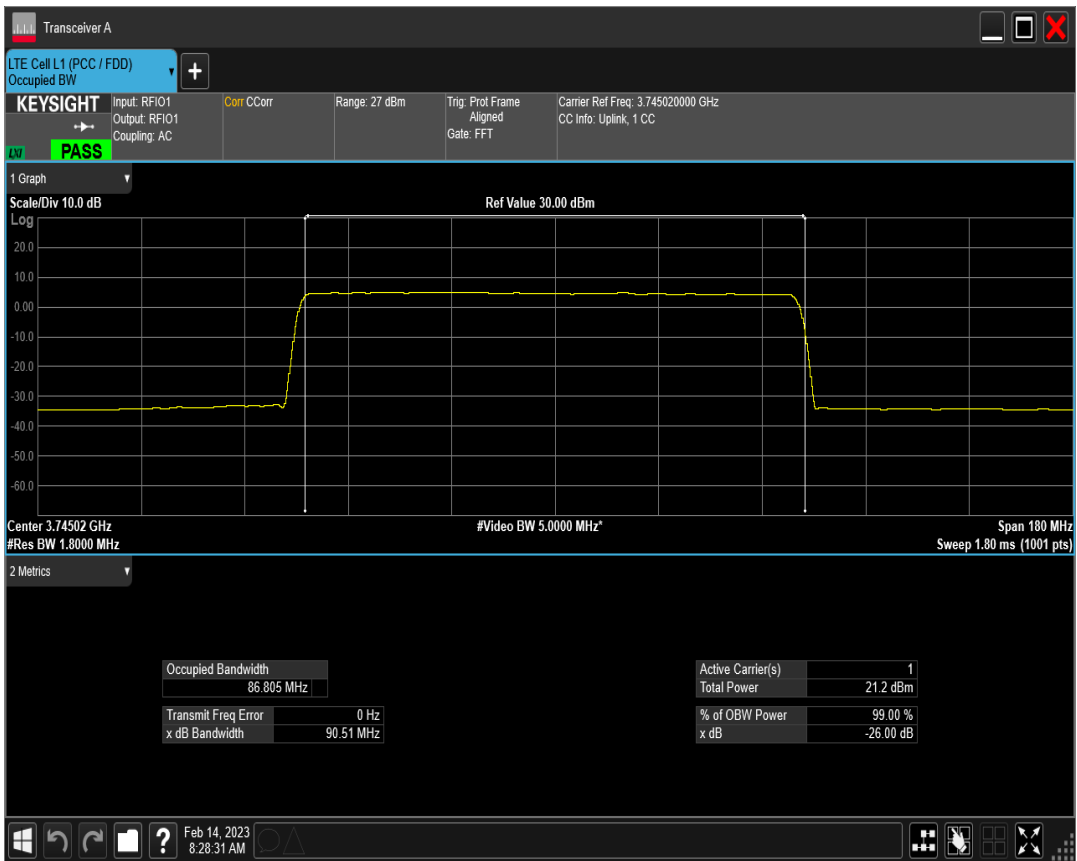 Transceiver A
LTE Cell L1 (PCC / FDD)
Occupied BW
+
KEYSIGHT
LXI
PASS
Input: RFIO1
Output: RFIO1
Coupling: AC
Corr CCorr
Range: 27 dBm
Trig: Prot Frame
Aligned
Gate: FFT
Carrier Ref Freq: 3.745020000 GHz
CC Info: Uplink, 1 CC
1 Graph
Scale/Div 10.0 dB
Ref Value 30.00 dBm
Log
20.0
10.0
0.00
-10.0
-20.0
-30.0
-40.0
-50.0
-60.0
Center 3.74502 GHz
#Video BW 5.0000 MHz*
Span 180 MHz
#Res BW 1.8000 MHz
Sweep 1.80 ms (1001 pts)
2 Metrics
Occupied Bandwidth
86.805 MHz
Transmit Freq Error 0 Hz
x dB Bandwidth 90.51 MHz
Active Carrier(s) 1
Total Power 21.2 dBm
% of OBW Power 99.00 %
x dB -26.00 dB
?
Feb 14, 2023
8:28:31 AM